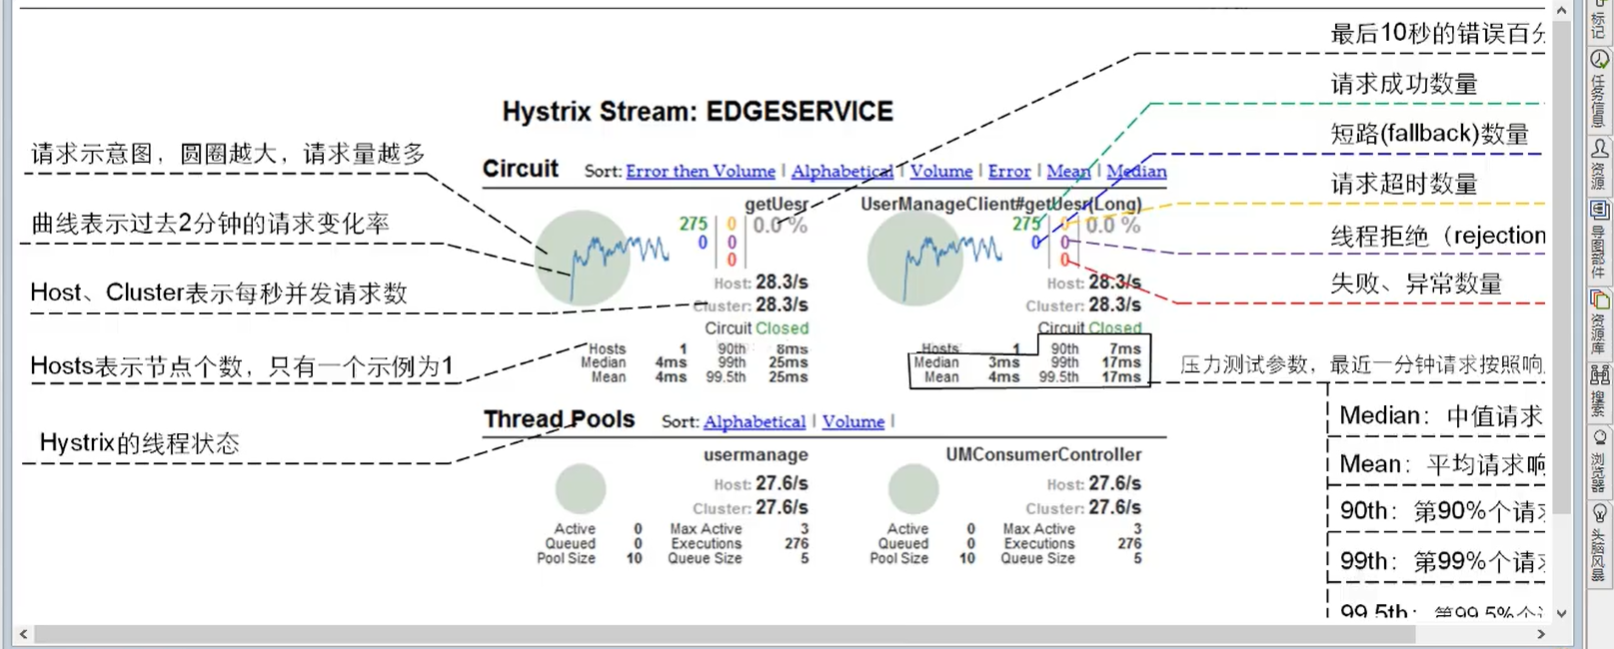 最后10秒的错误百分
请求成功数量
短路(fallback)数量
请求超时数量
线程拒绝（rejection
失败、异常数量
Hystrix Stream: EDGESERVICE
请求示意图，圆圈越大，请求量越多
曲线表示过去2分钟的请求变化率
Host、Cluster表示每秒并发请求数
Hosts表示节点个数，只有一个示例为1
Hystrix的线程状态
Circuit Sort: Error then Volume | Alphabetical | Volume | Error | Mean | Median
getUesr
275 0 0.0 %
0 0
0
Host: 28.3/s
Cluster: 28.3/s
Circuit Closed
Hosts 1 90th 8ms
Median 4ms 99th 25ms
Mean 4ms 99.5th 25ms
UserManageClient#getUesr(Long)
275 0 0.0 %
0 0
0
Host: 28.3/s
Cluster: 28.3/s
Circuit Closed
Hosts 1 90th 7ms
Median 3ms 99th 17ms
Mean 4ms 99.5th 17ms
压力测试参数，最近一分钟请求按照响
Median：中值请求
Mean：平均请求响
90th：第90%个请求
99th：第99%个请求
99.5th：第99.5%个
Thread Pools Sort: Alphabetical | Volume |
usermanage
Host: 27.6/s
Cluster: 27.6/s
Active 0 Max Active 3
Queued 0 Executions 276
Pool Size 10 Queue Size 5
UMConsumerController
Host: 27.6/s
Cluster: 27.6/s
Active 0 Max Active 3
Queued 0 Executions 276
Pool Size 10 Queue Size 5
标记
任务信息
资源
导图部件
资源库
搜索
浏览器
头脑风暴